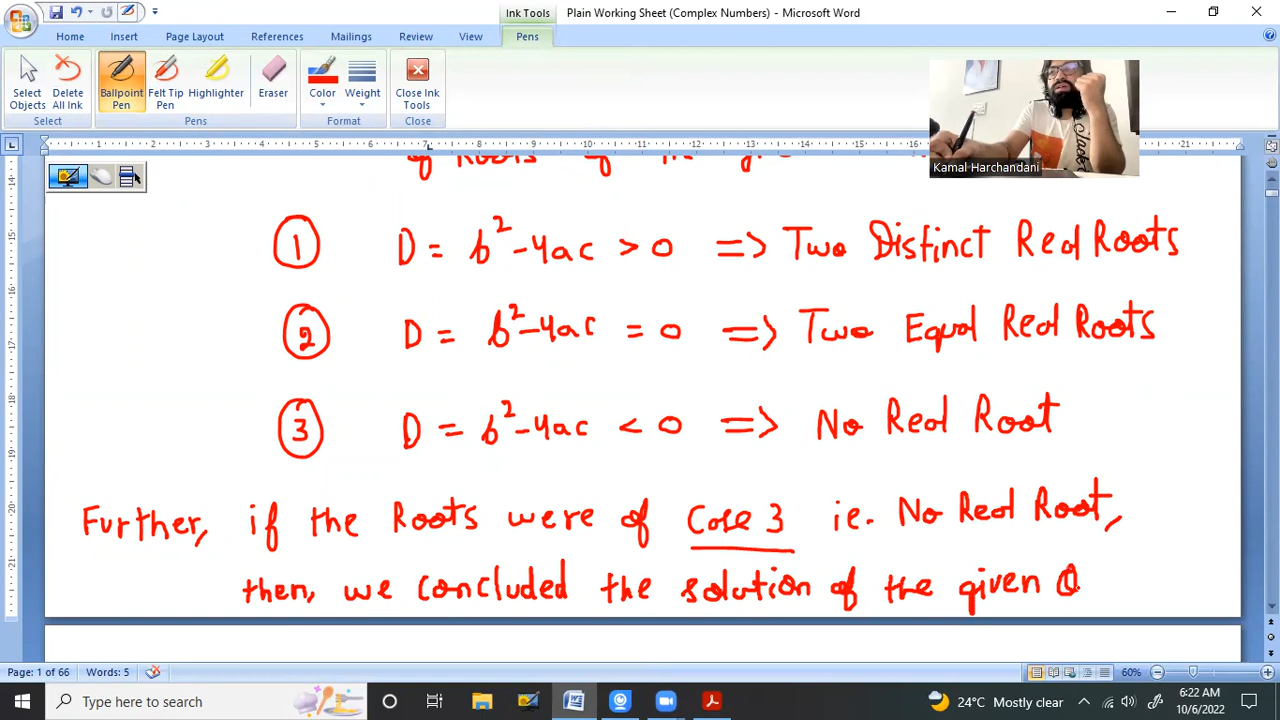 Ink Tools
Plain Working Sheet (Complex Numbers) - Microsoft Word
Home Insert Page Layout References Mailings Review View Pens
Select Objects
Delete All Ink
Ballpoint Pen
Felt Tip Pen
Highlighter
Eraser
Color
Weight
Close Ink Tools
Select Pens Format Close
Kamal Harchandani
of Roots of
1 D = b²-4ac > 0 => Two Distinct Real Roots
2 D = b²-4ac = 0 => Two Equal Real Roots
3 D = b²-4ac < 0 => No Real Root
Further, if the Roots were of Case 3 ie. No Real Root,
then, we concluded the solution of the given Q
Page: 1 of 66 Words: 5 60%
Type here to search
24°C Mostly clear
6:22 AM
10/6/2022